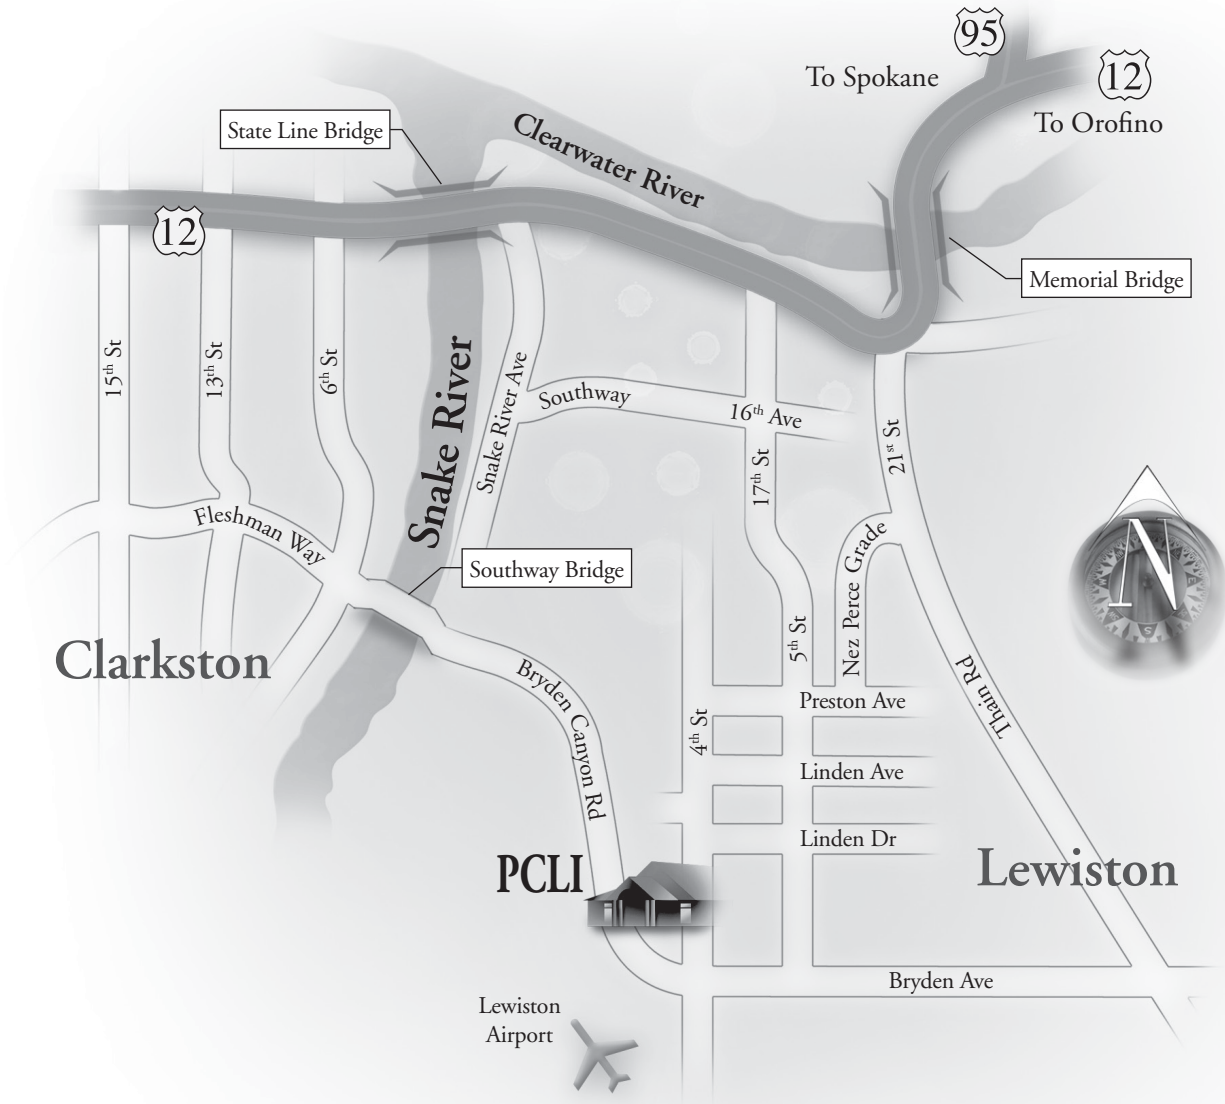 95
To Spokane
12
To Orofino
State Line Bridge
Clearwater River
12
Memorial Bridge
15th St
13th St
6th St
Snake River
Snake River Ave
Southway
16th Ave
17th St
21st St
Fleshman Way
Southway Bridge
Nez Perce Grade
N
Clarkston
5th St
Bryden Canyon Rd
4th St
Preston Ave
Thain Rd
Linden Ave
Linden Dr
PCLI
Lewiston
Bryden Ave
Lewiston
Airport